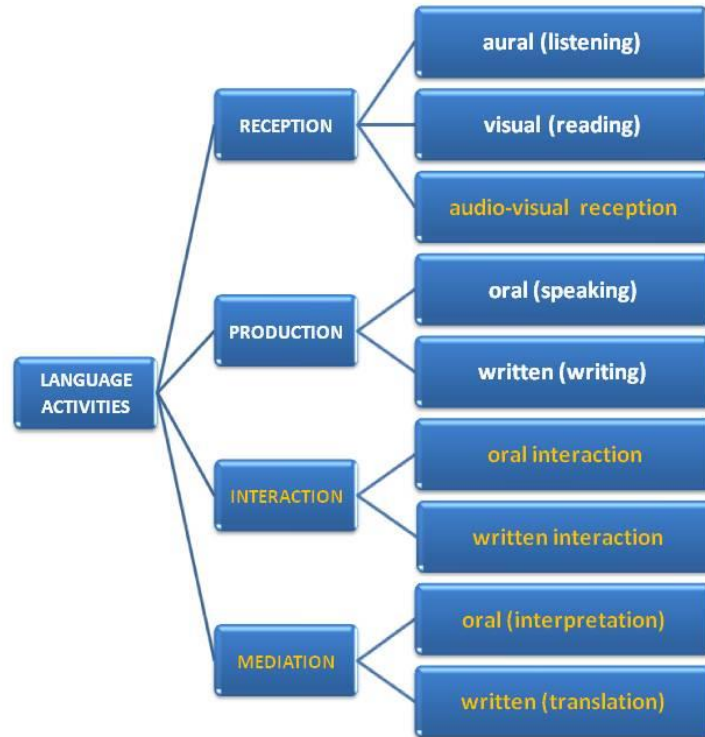 LANGUAGE
ACTIVITIES
RECEPTION
aural (listening)
visual (reading)
audio-visual reception
PRODUCTION
oral (speaking)
written (writing)
INTERACTION
oral interaction
written interaction
MEDIATION
oral (interpretation)
written (translation)